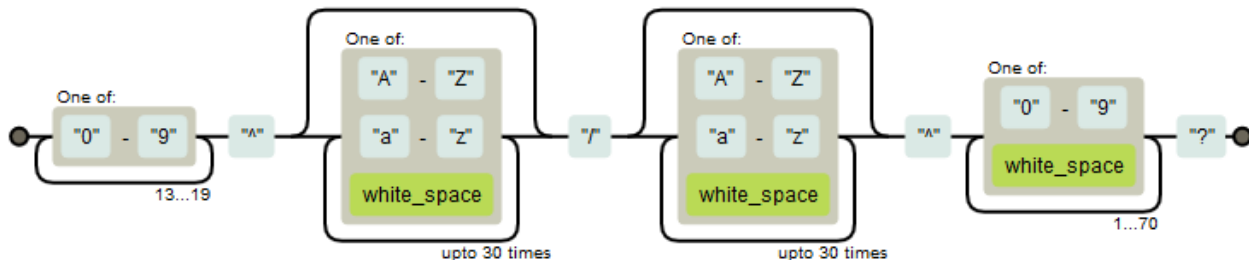 One of:
"0" - "9"
13...19
"^"
One of:
"A" - "Z"
"a" - "z"
white_space
upto 30 times
"/"
One of:
"A" - "Z"
"a" - "z"
white_space
upto 30 times
"^"
One of:
"0" - "9"
white_space
1...70
"?"